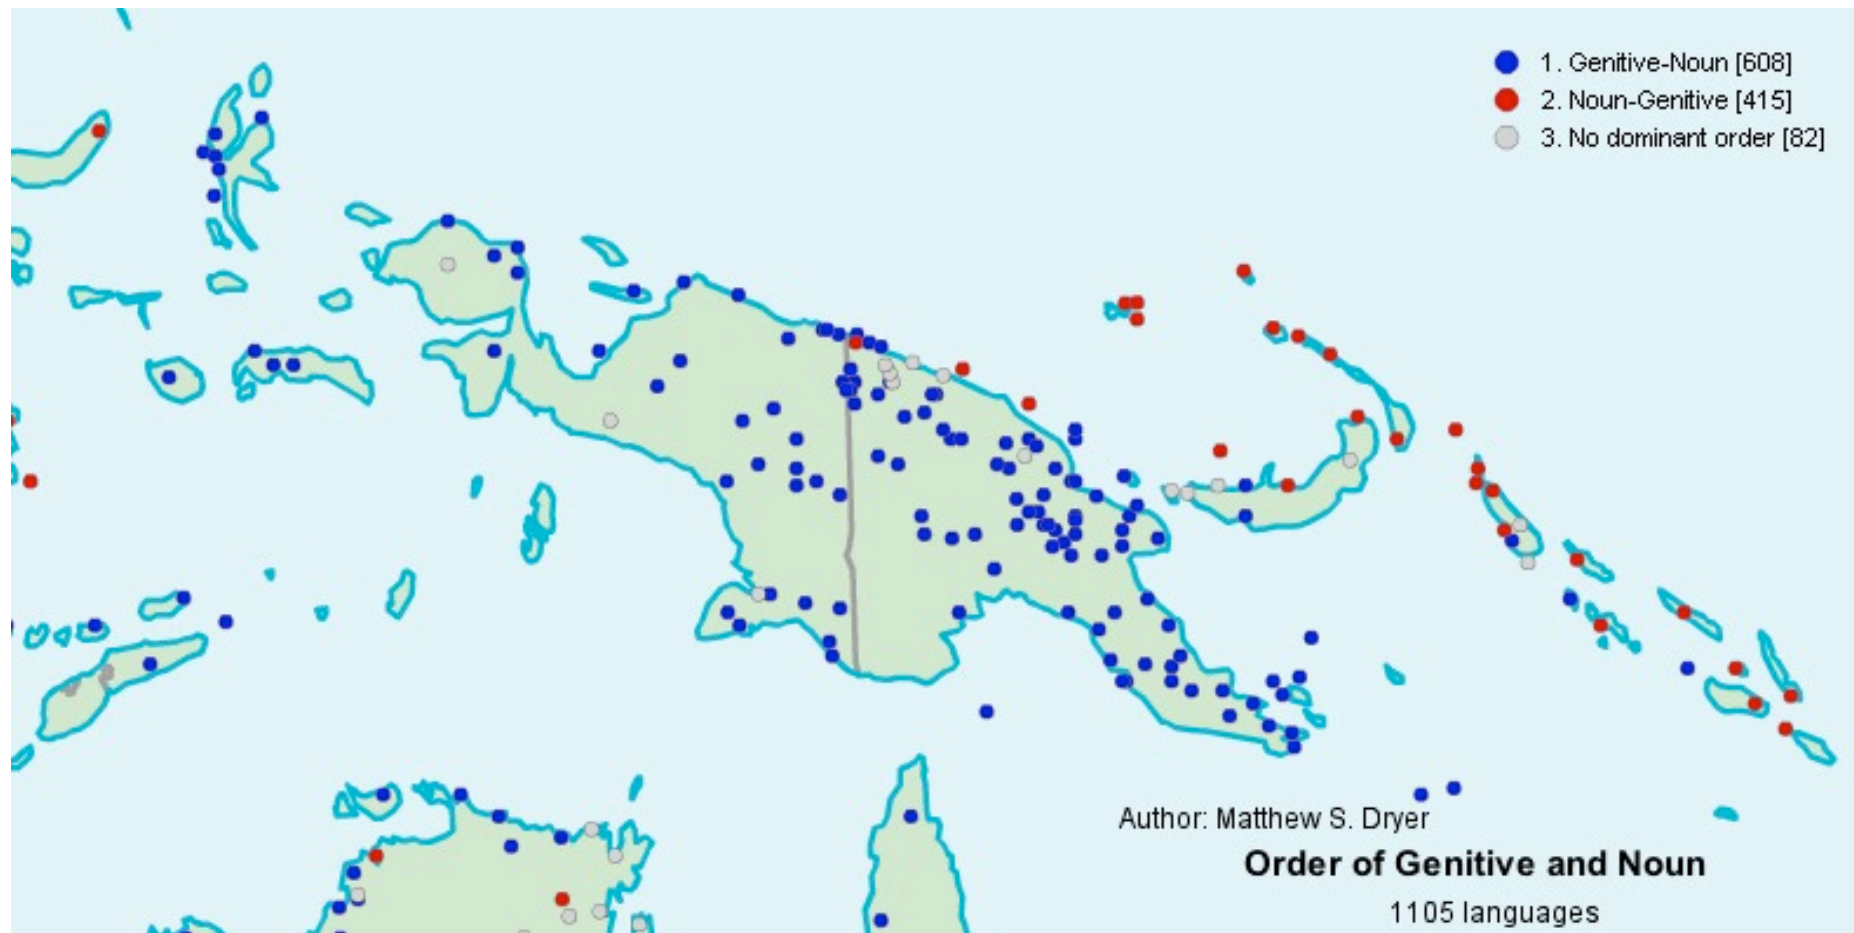 1. Genitive-Noun [608]
2. Noun-Genitive [415]
3. No dominant order [82]
Author: Matthew S. Dryer
Order of Genitive and Noun
1105 languages